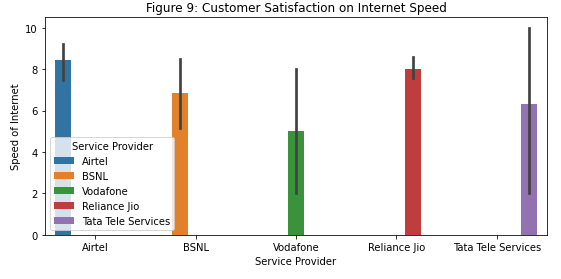 Figure 9: Customer Satisfaction on Internet Speed
10
8
6
4
2
0
Speed of Internet
Service Provider
Airtel
BSNL
Vodafone
Reliance Jio
Tata Tele Services
Airtel BSNL Vodafone Reliance Jio Tata Tele Services
Service Provider